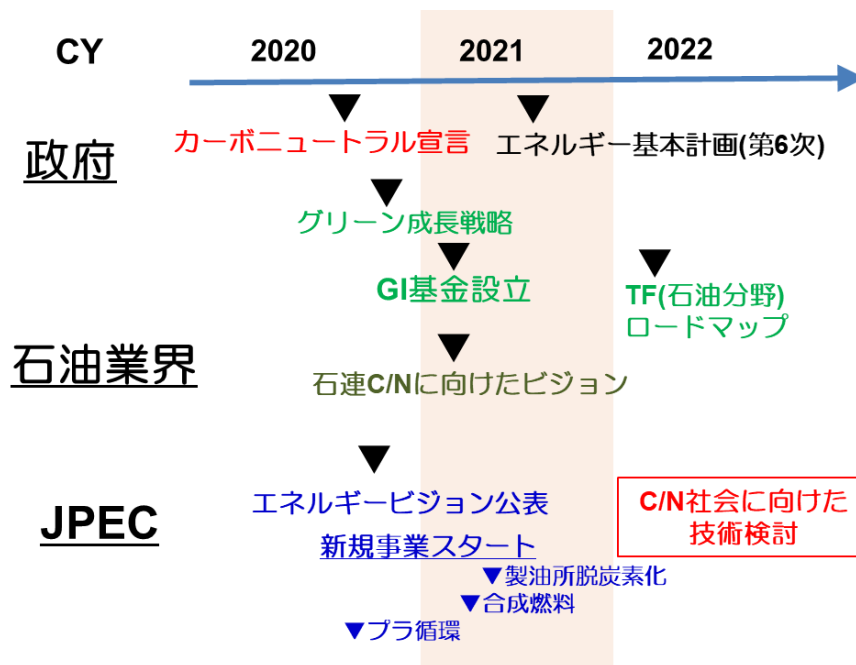 CY 2020 2021 2022
政府
▼ ▼
カーボニュートラル宣言 エネルギー基本計画(第6次)
▼
グリーン成長戦略
▼ ▼
GI基金設立 TF(石油分野)
ロードマップ
石油業界
▼
石連C/Nに向けたビジョン
JPEC
▼
エネルギービジョン公表
新規事業スタート
▼製油所脱炭素化
▼合成燃料
▼プラ循環
C/N社会に向けた
技術検討